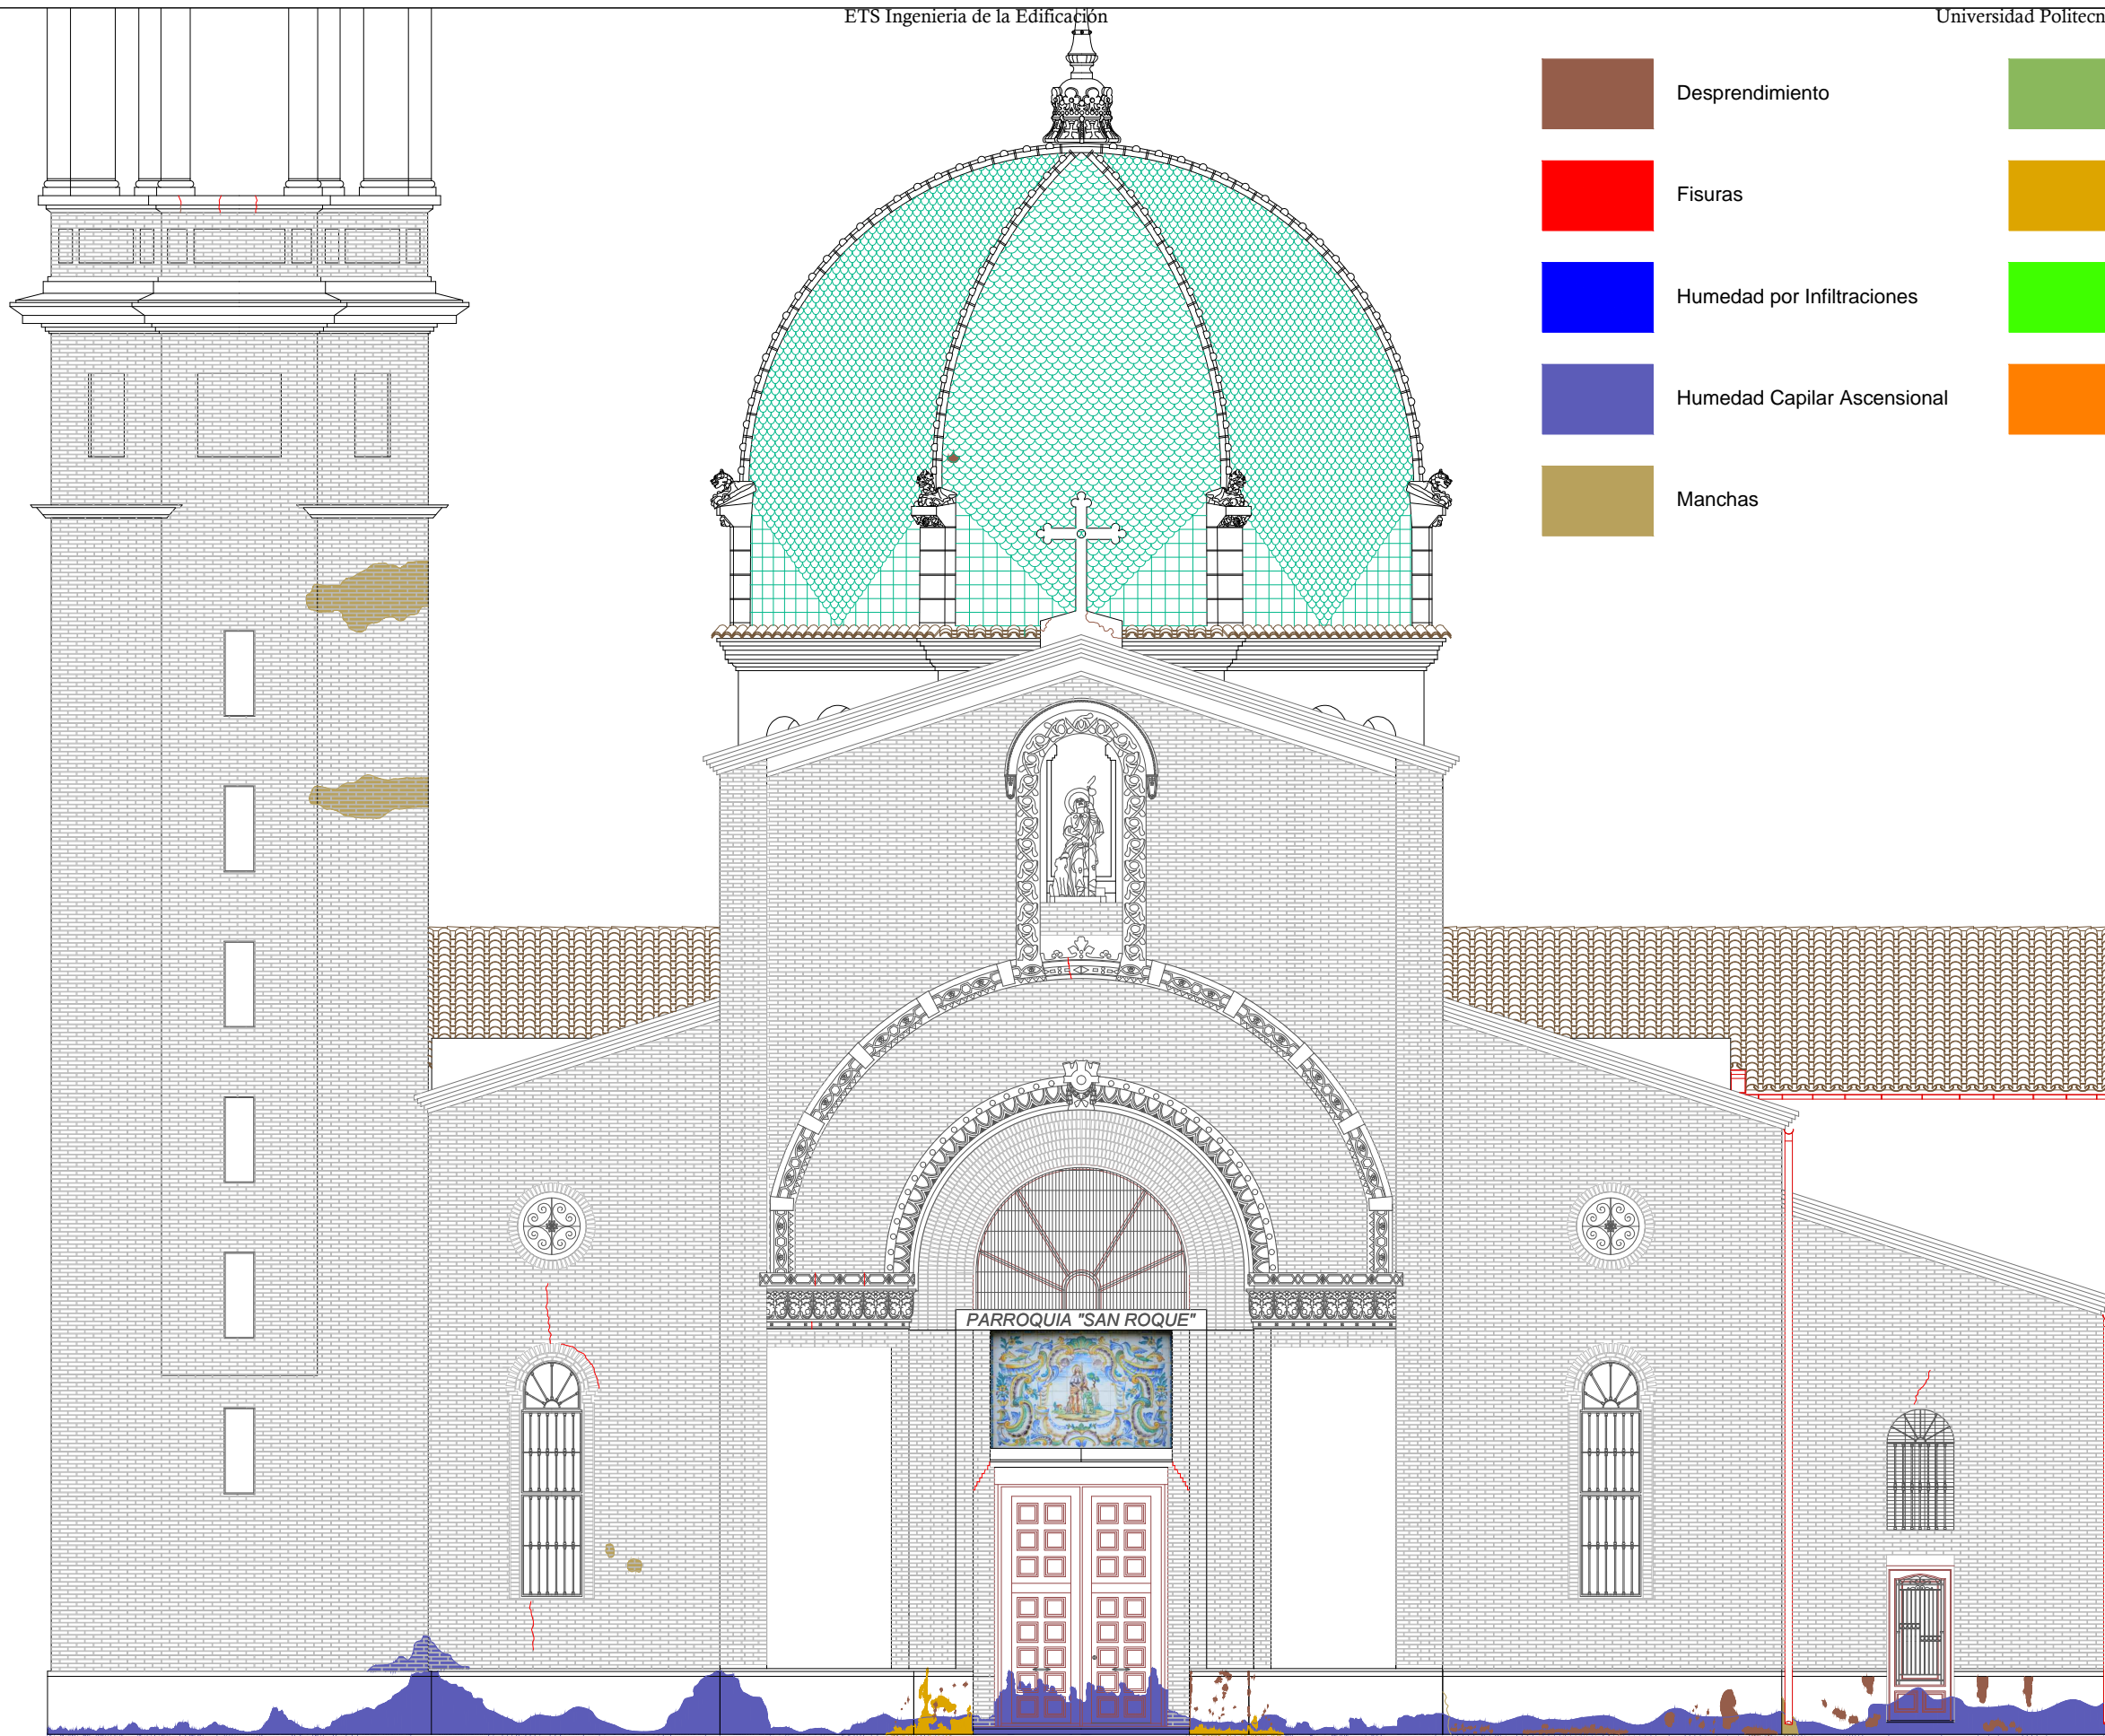 ETS Ingenieria de la Edificación
Universidad Politecn
Desprendimiento
Fisuras
Humedad por Infiltraciones
Humedad Capilar Ascensional
Manchas
PARROQUIA "SAN ROQUE"